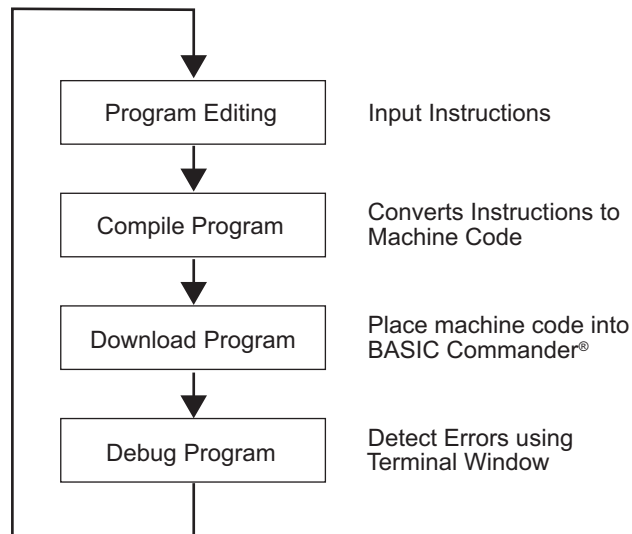 Program Editing
Input Instructions
Compile Program
Converts Instructions to
Machine Code
Download Program
Place machine code into
BASIC Commander®
Debug Program
Detect Errors using
Terminal Window